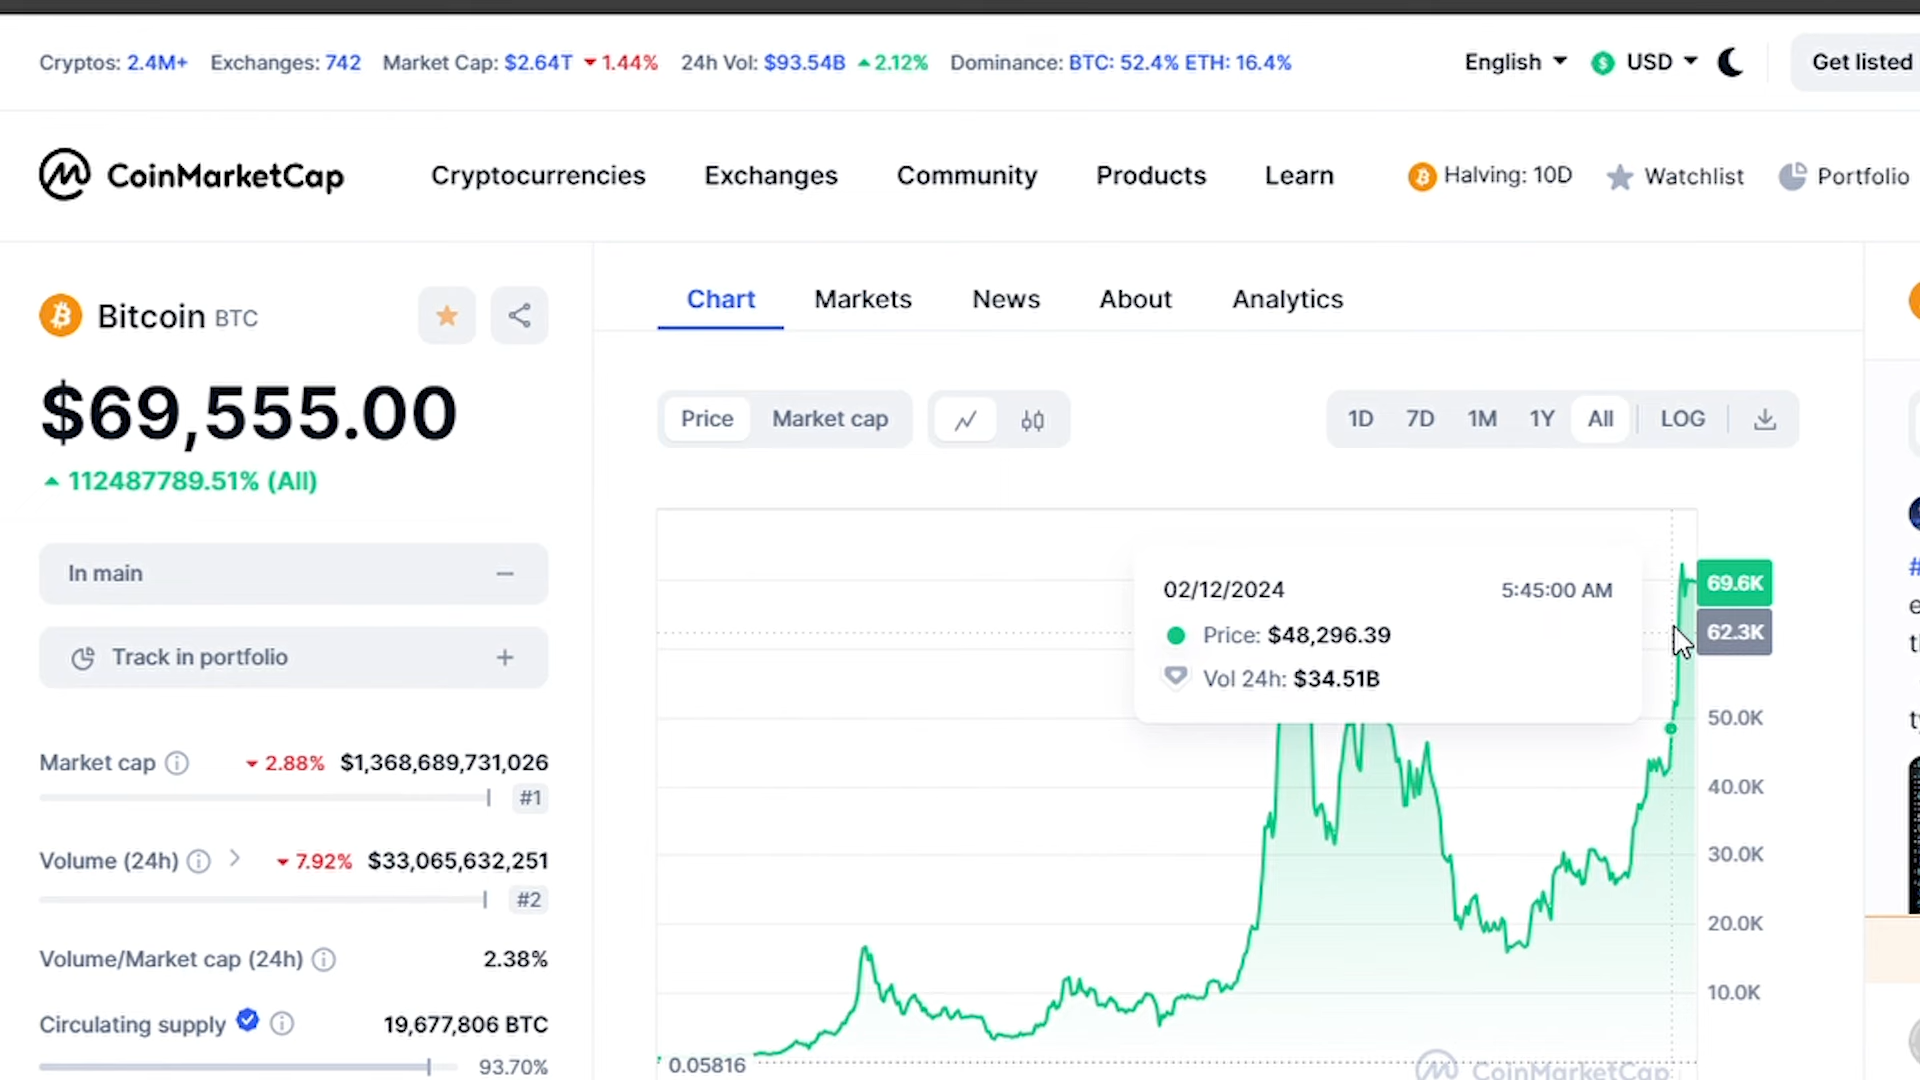 Cryptos: 2.4M+ Exchanges: 742 Market Cap: $2.64T 1.44% 24h Vol: $93.54B 2.12% Dominance: BTC: 52.4% ETH: 16.4% English USD Get listed
CoinMarketCap Cryptocurrencies Exchanges Community Products Learn Halving: 10D Watchlist Portfolio
Bitcoin BTC
$69,555.00
112487789.51% (All)
In main
Track in portfolio
Market cap 2.88% $1,368,689,731,026
#1
Volume (24h) 7.92% $33,065,632,251
#2
Volume/Market cap (24h) 2.38%
Circulating supply 19,677,806 BTC
93.70%
Chart Markets News About Analytics
Price Market cap 1D 7D 1M 1Y All LOG
02/12/2024 5:45:00 AM
Price: $48,296.39
Vol 24h: $34.51B
69.6K
62.3K
50.0K
40.0K
30.0K
20.0K
10.0K
0.05816
CoinMarketCap
#